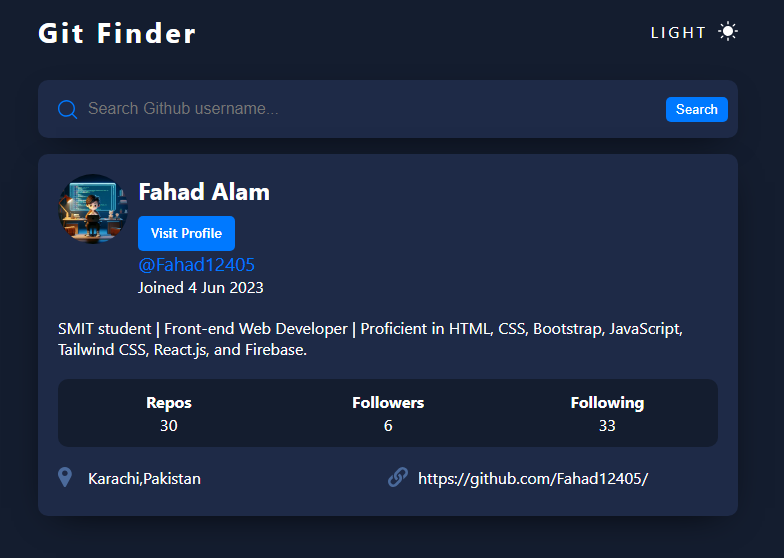 Git Finder
LIGHT
Search Github username...
Search
Fahad Alam
Visit Profile
@Fahad12405
Joined 4 Jun 2023
SMIT student | Front-end Web Developer | Proficient in HTML, CSS, Bootstrap, JavaScript,
Tailwind CSS, React.js, and Firebase.
Repos Followers Following
30 6 33
Karachi,Pakistan https://github.com/Fahad12405/